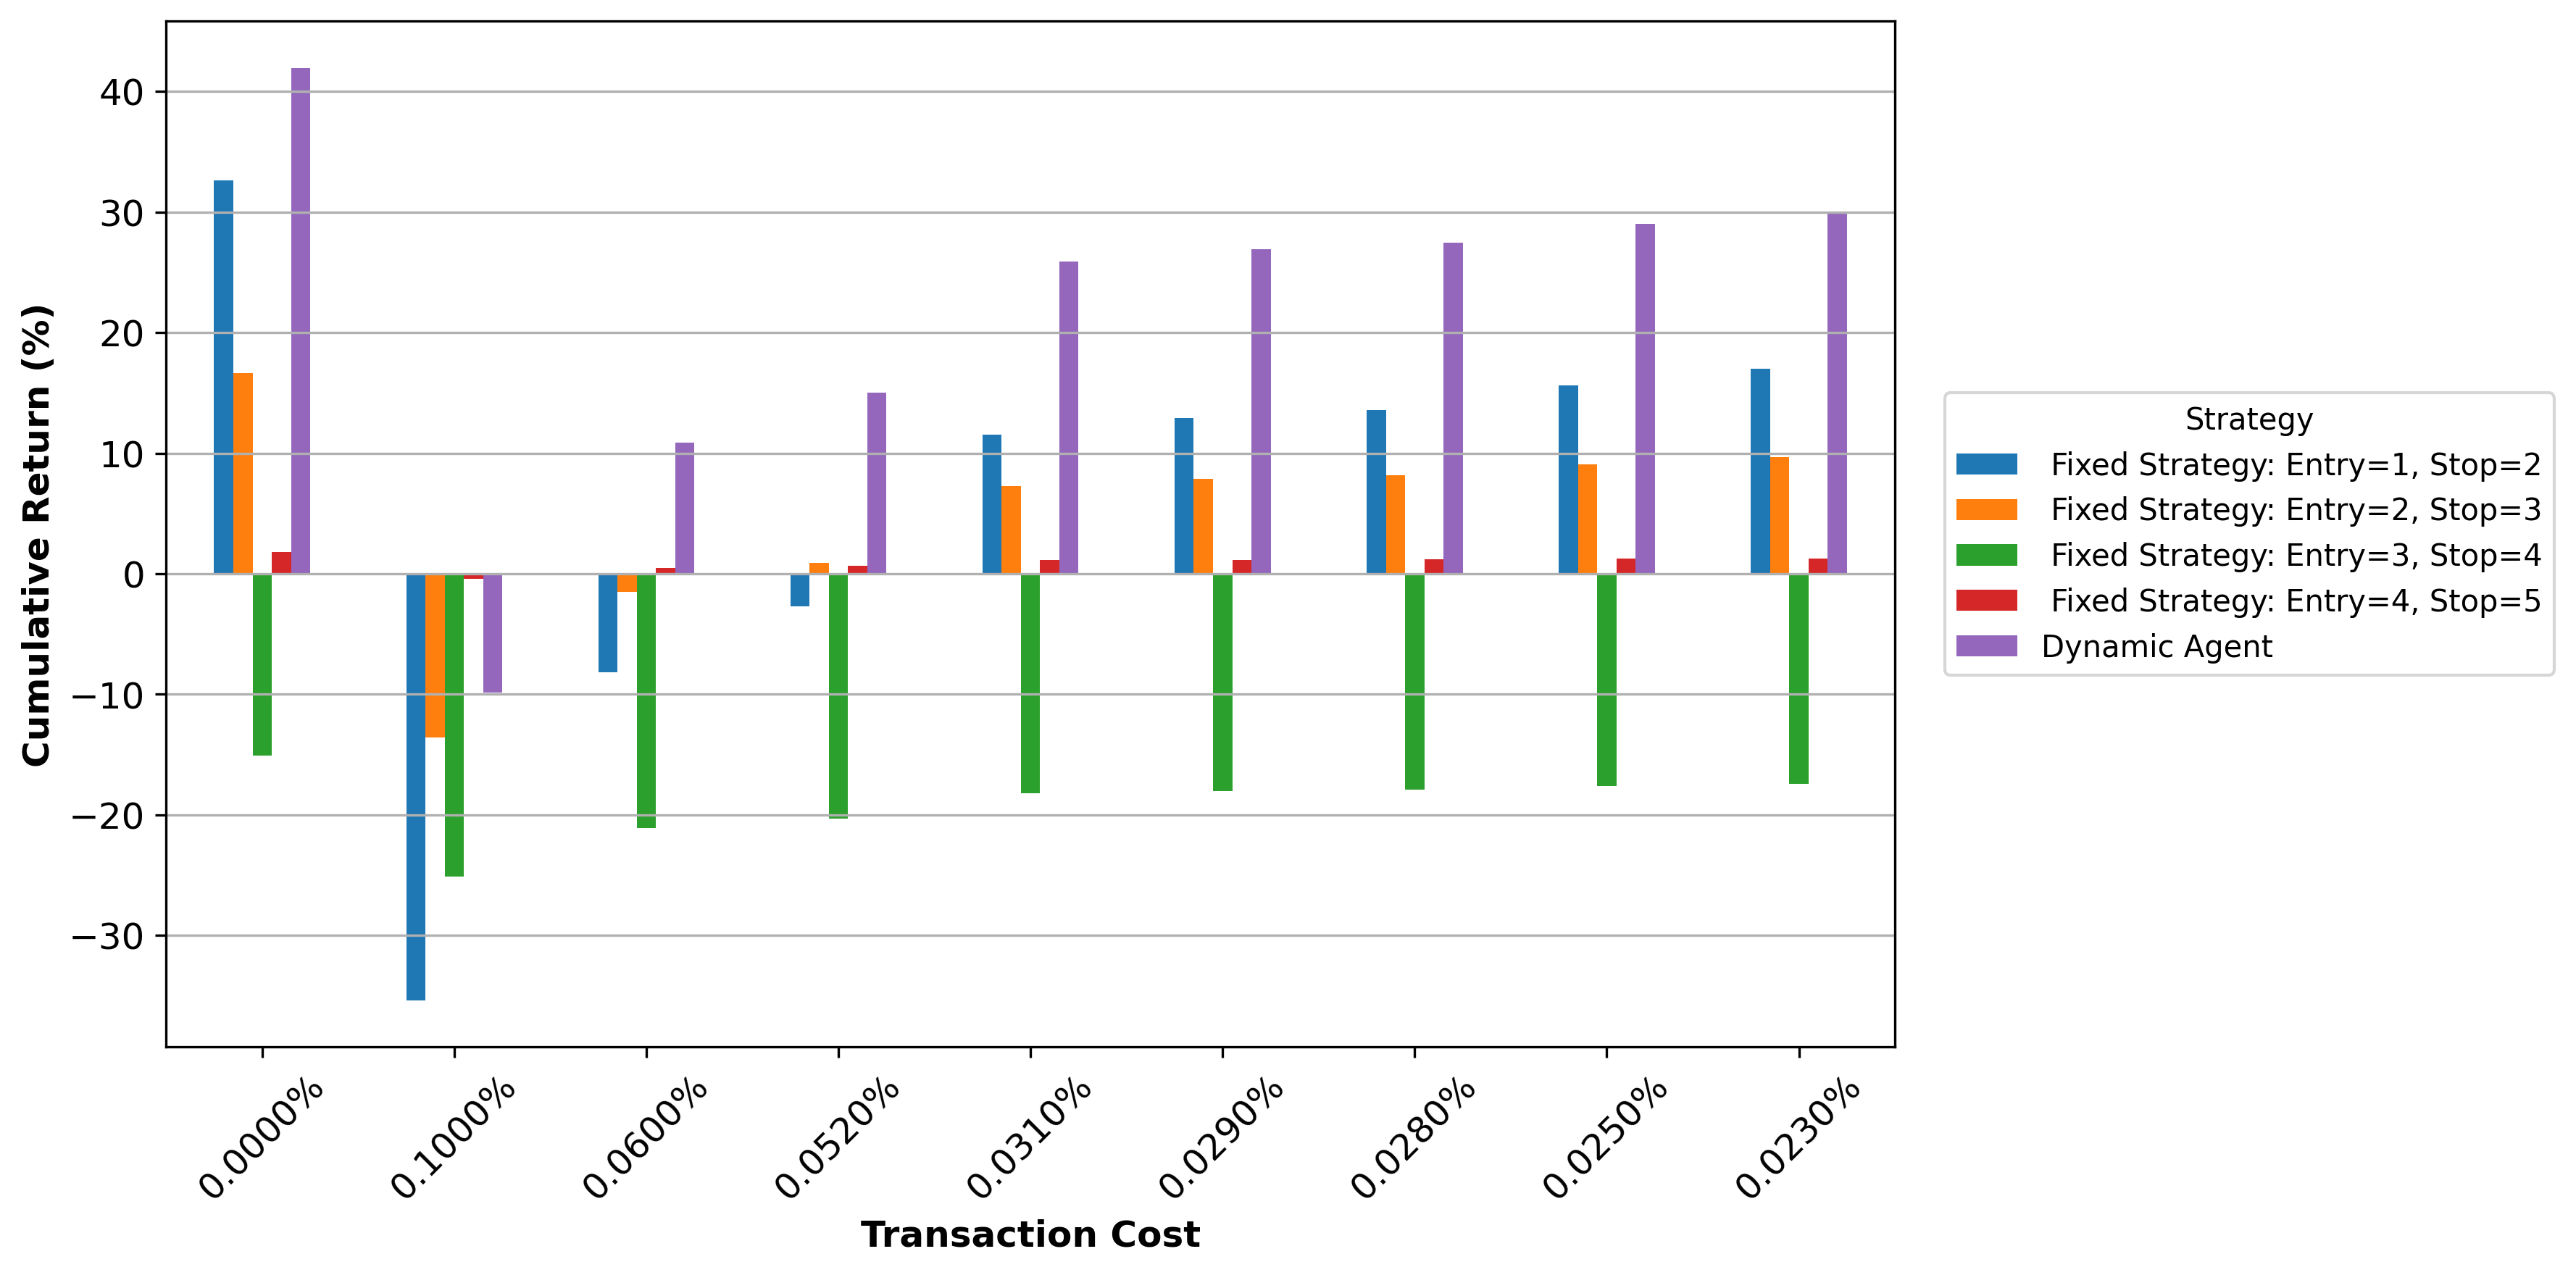 40
30
20
10
0
−10
−20
−30
Cumulative Return (%)
0.0000%
0.1000%
0.0600%
0.0520%
0.0310%
0.0290%
0.0280%
0.0250%
0.0230%
Transaction Cost
Strategy
Fixed Strategy: Entry=1, Stop=2
Fixed Strategy: Entry=2, Stop=3
Fixed Strategy: Entry=3, Stop=4
Fixed Strategy: Entry=4, Stop=5
Dynamic Agent